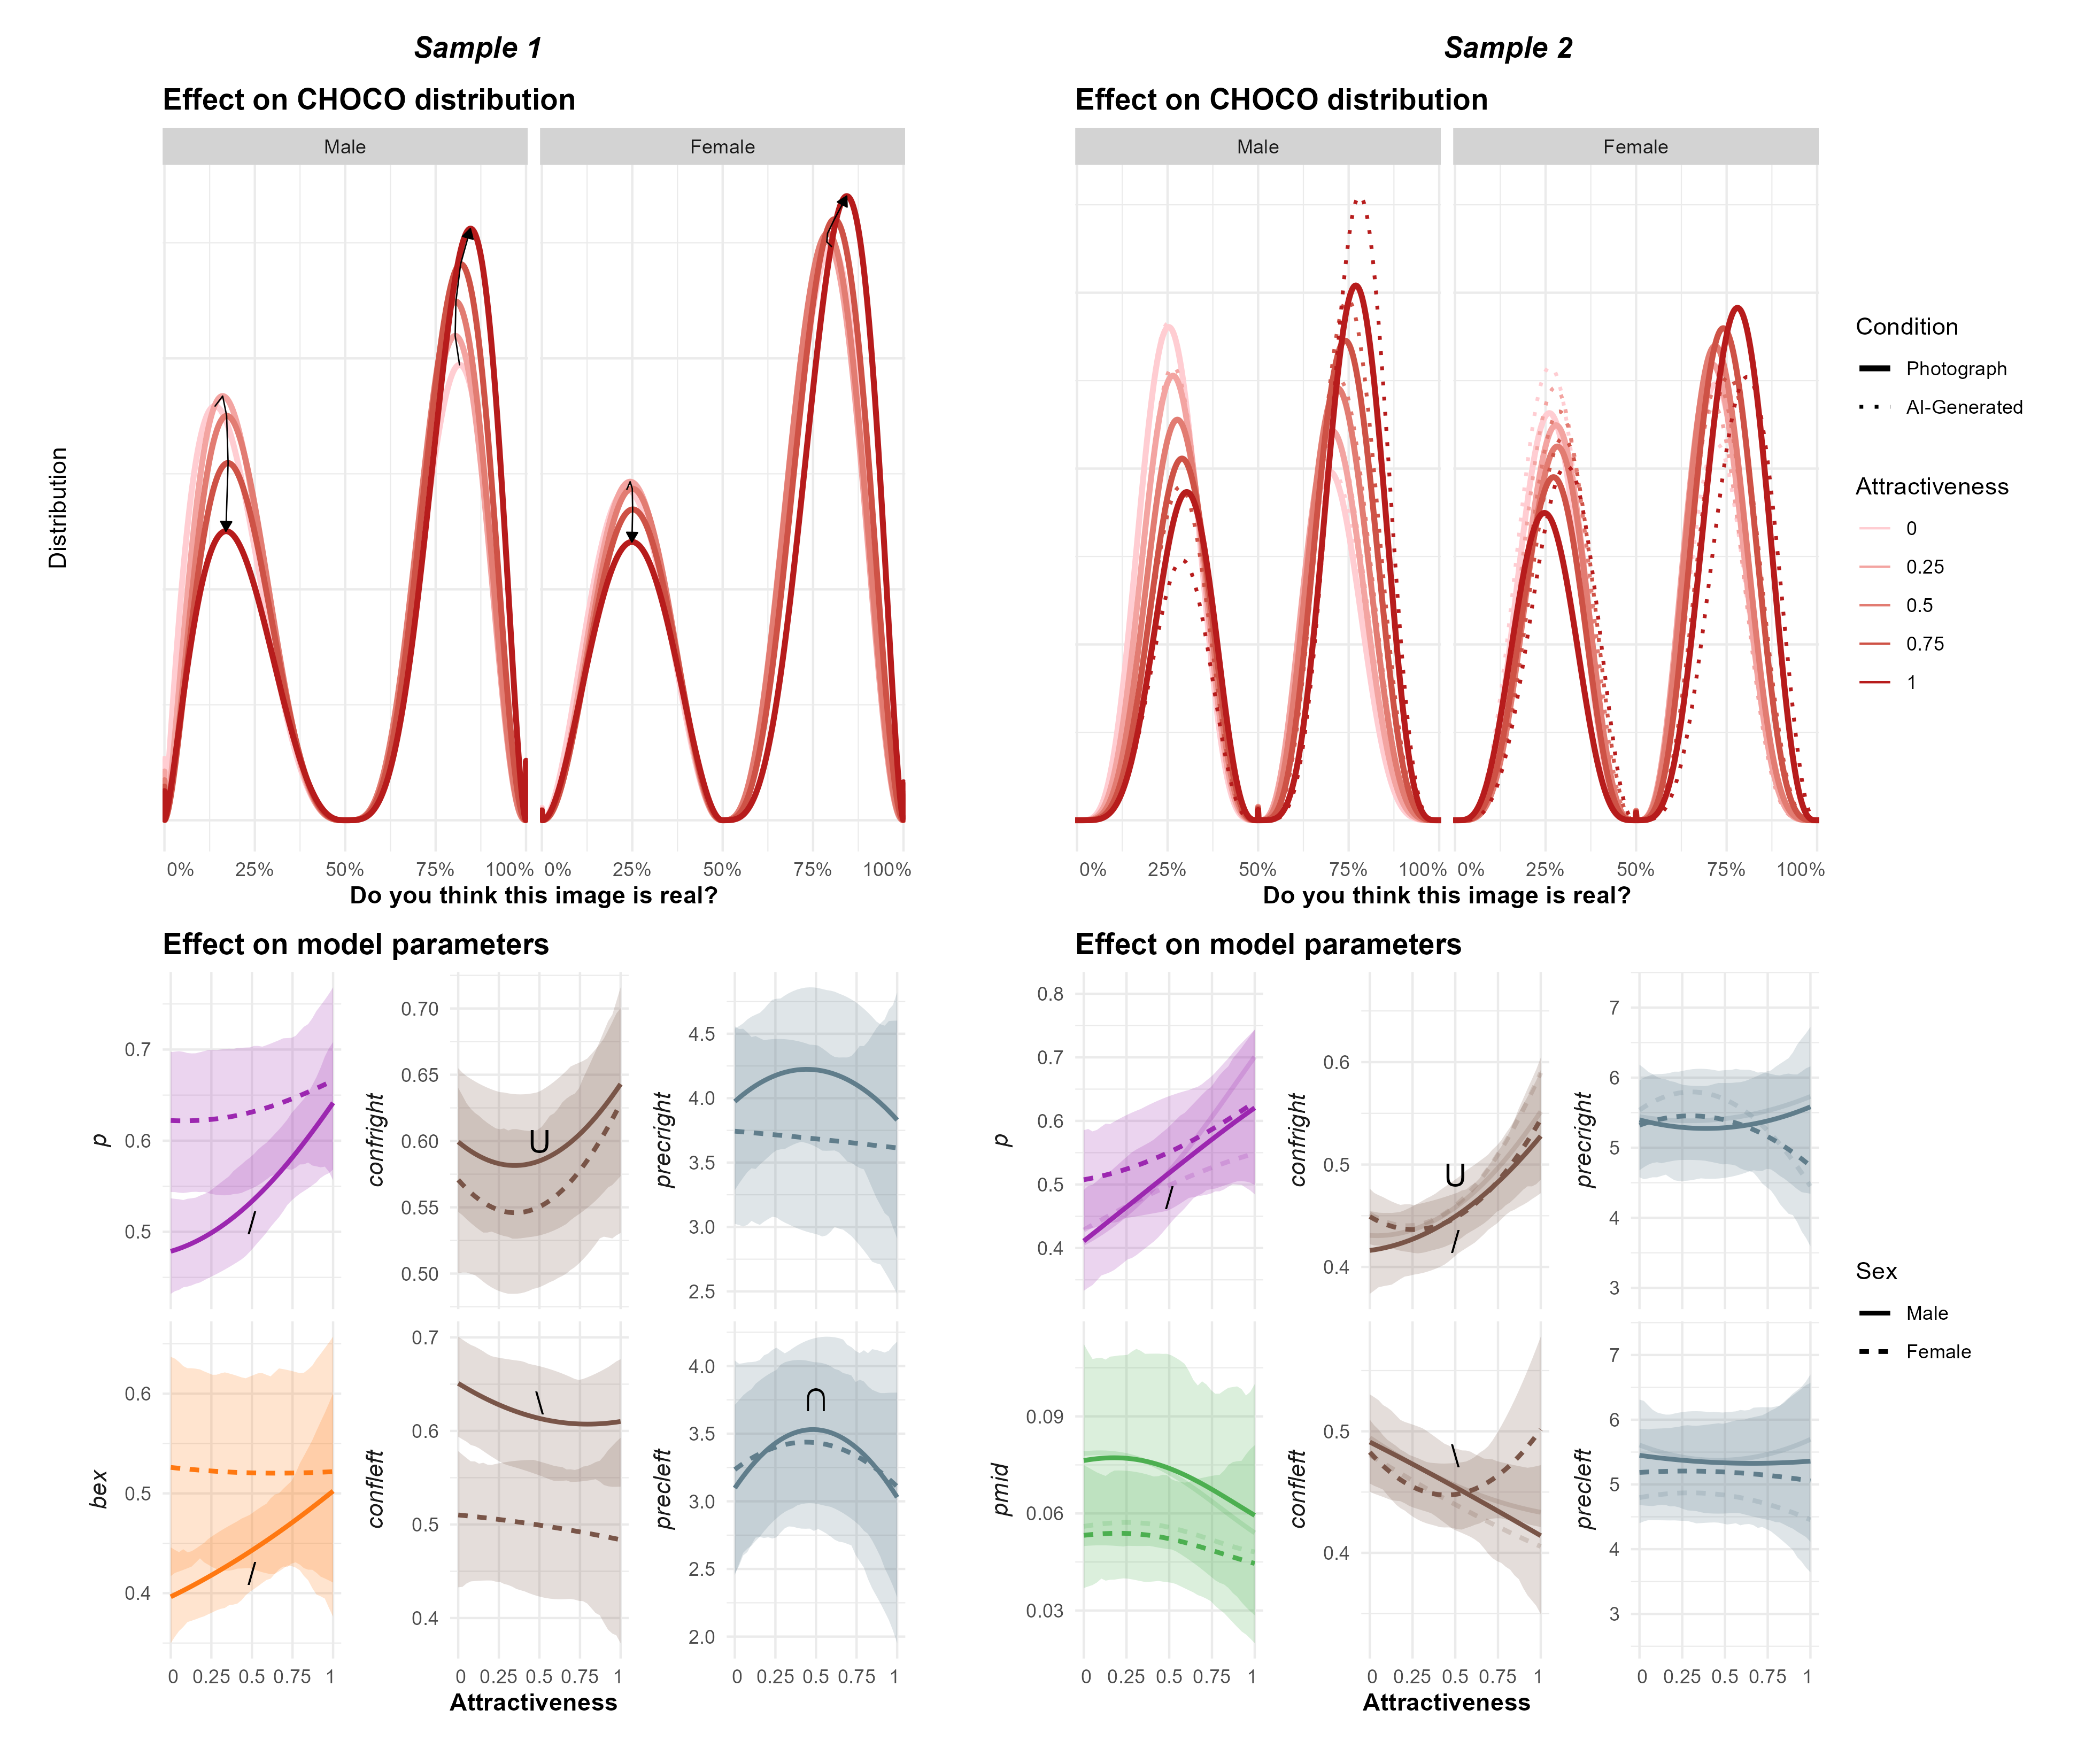 Sample 1
Sample 2
Effect on CHOCO distribution
Effect on CHOCO distribution
Male
Female
Male
Female
Distribution
0% 25% 50% 75% 100% 0% 25% 50% 75% 100%
Do you think this image is real?
0% 25% 50% 75% 100% 0% 25% 50% 75% 100%
Do you think this image is real?
Condition
Photograph
AI-Generated
Attractiveness
0
0.25
0.5
0.75
1
Effect on model parameters
p
0.7
0.6
0.5
confright
0.70
0.65
0.60
0.55
0.50
U
precright
4.5
4.0
3.5
3.0
2.5
bex
0.6
0.5
0.4
confleft
0.7
0.6
0.5
0.4
precleft
4.0
3.5
3.0
2.5
2.0
0 0.25 0.5 0.75 1
0 0.25 0.5 0.75 1
0 0.25 0.5 0.75 1
Attractiveness
Effect on model parameters
p
0.8
0.7
0.6
0.5
0.4
/
confright
0.6
0.5
0.4
U
/
precright
7
6
5
4
3
pmid
0.09
0.06
0.03
confleft
0.5
0.4
\
precleft
7
6
5
4
3
0 0.25 0.5 0.75 1
0 0.25 0.5 0.75 1
0 0.25 0.5 0.75 1
Attractiveness
Sex
Male
Female